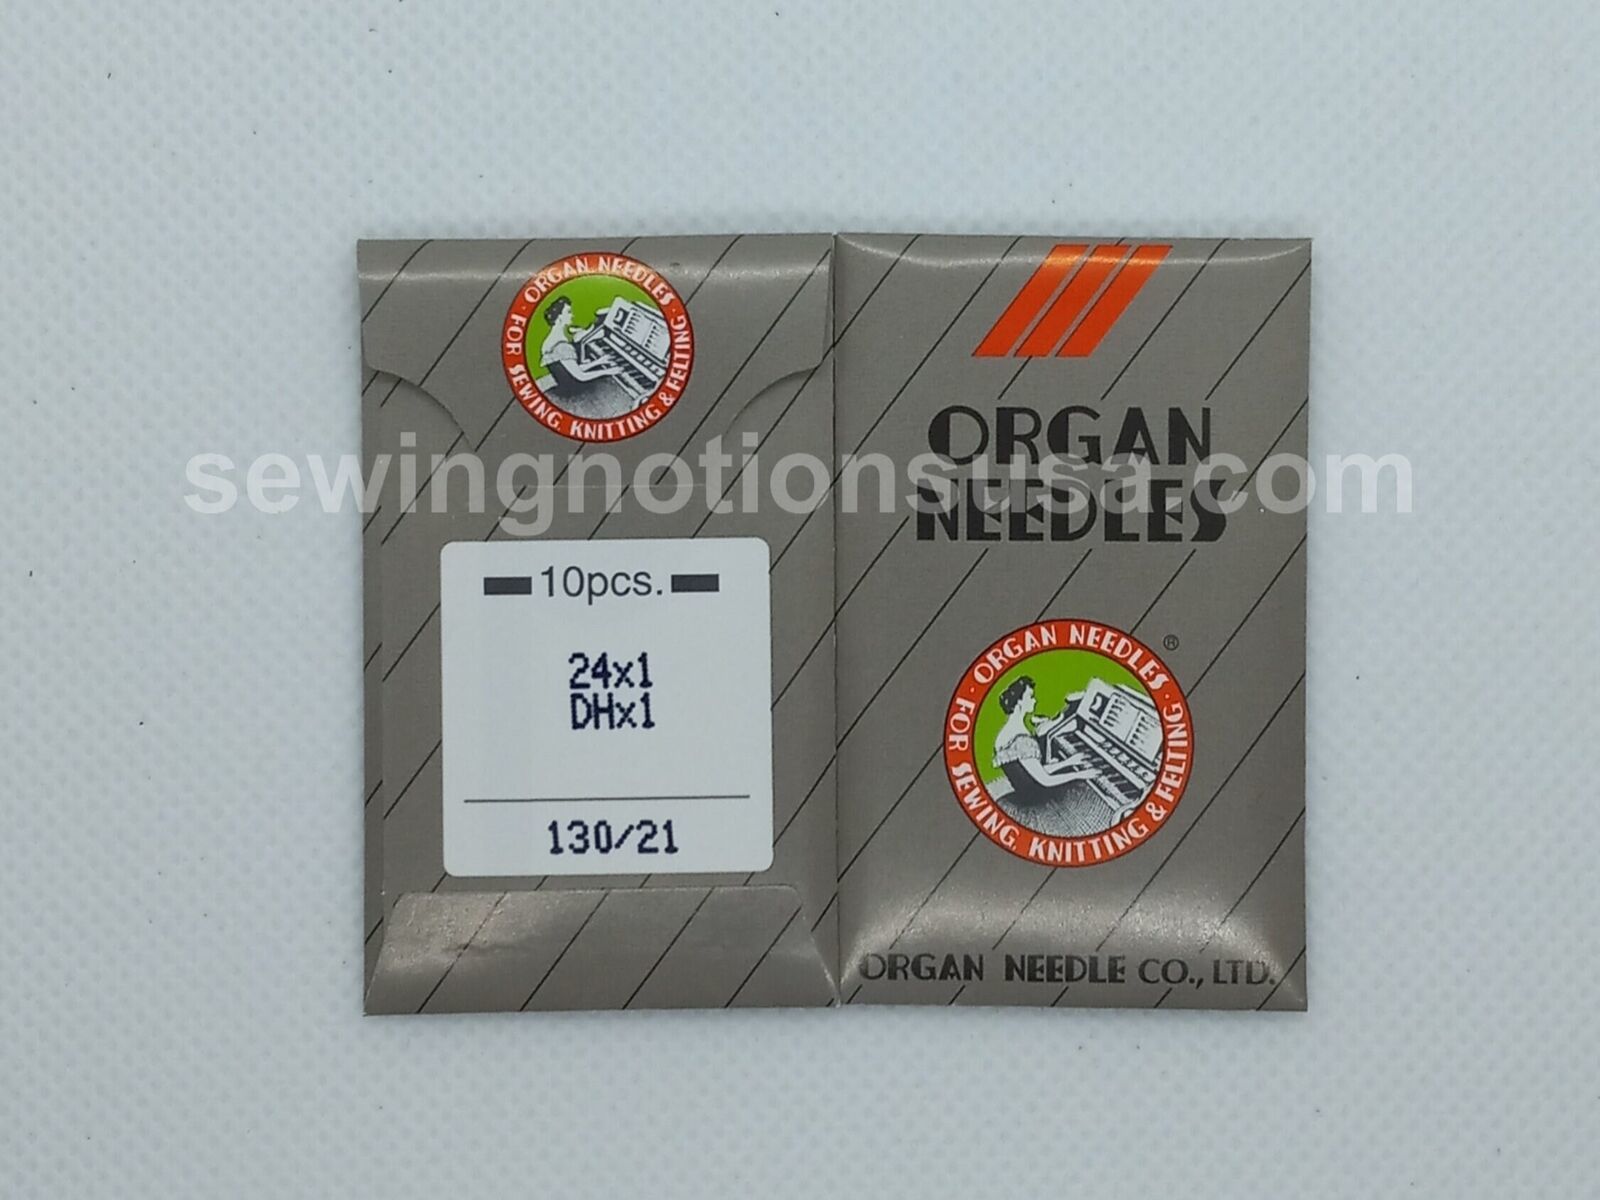 ORGAN NEEDLES · FOR SEWING, KNITTING & FELTING ·
sewingnotionsusa.com
10pcs.
24x1
DHx1
130/21
ORGAN
NEEDLES
ORGAN NEEDLES · FOR SEWING, KNITTING & FELTING ·
®
ORGAN NEEDLE CO., LTD.